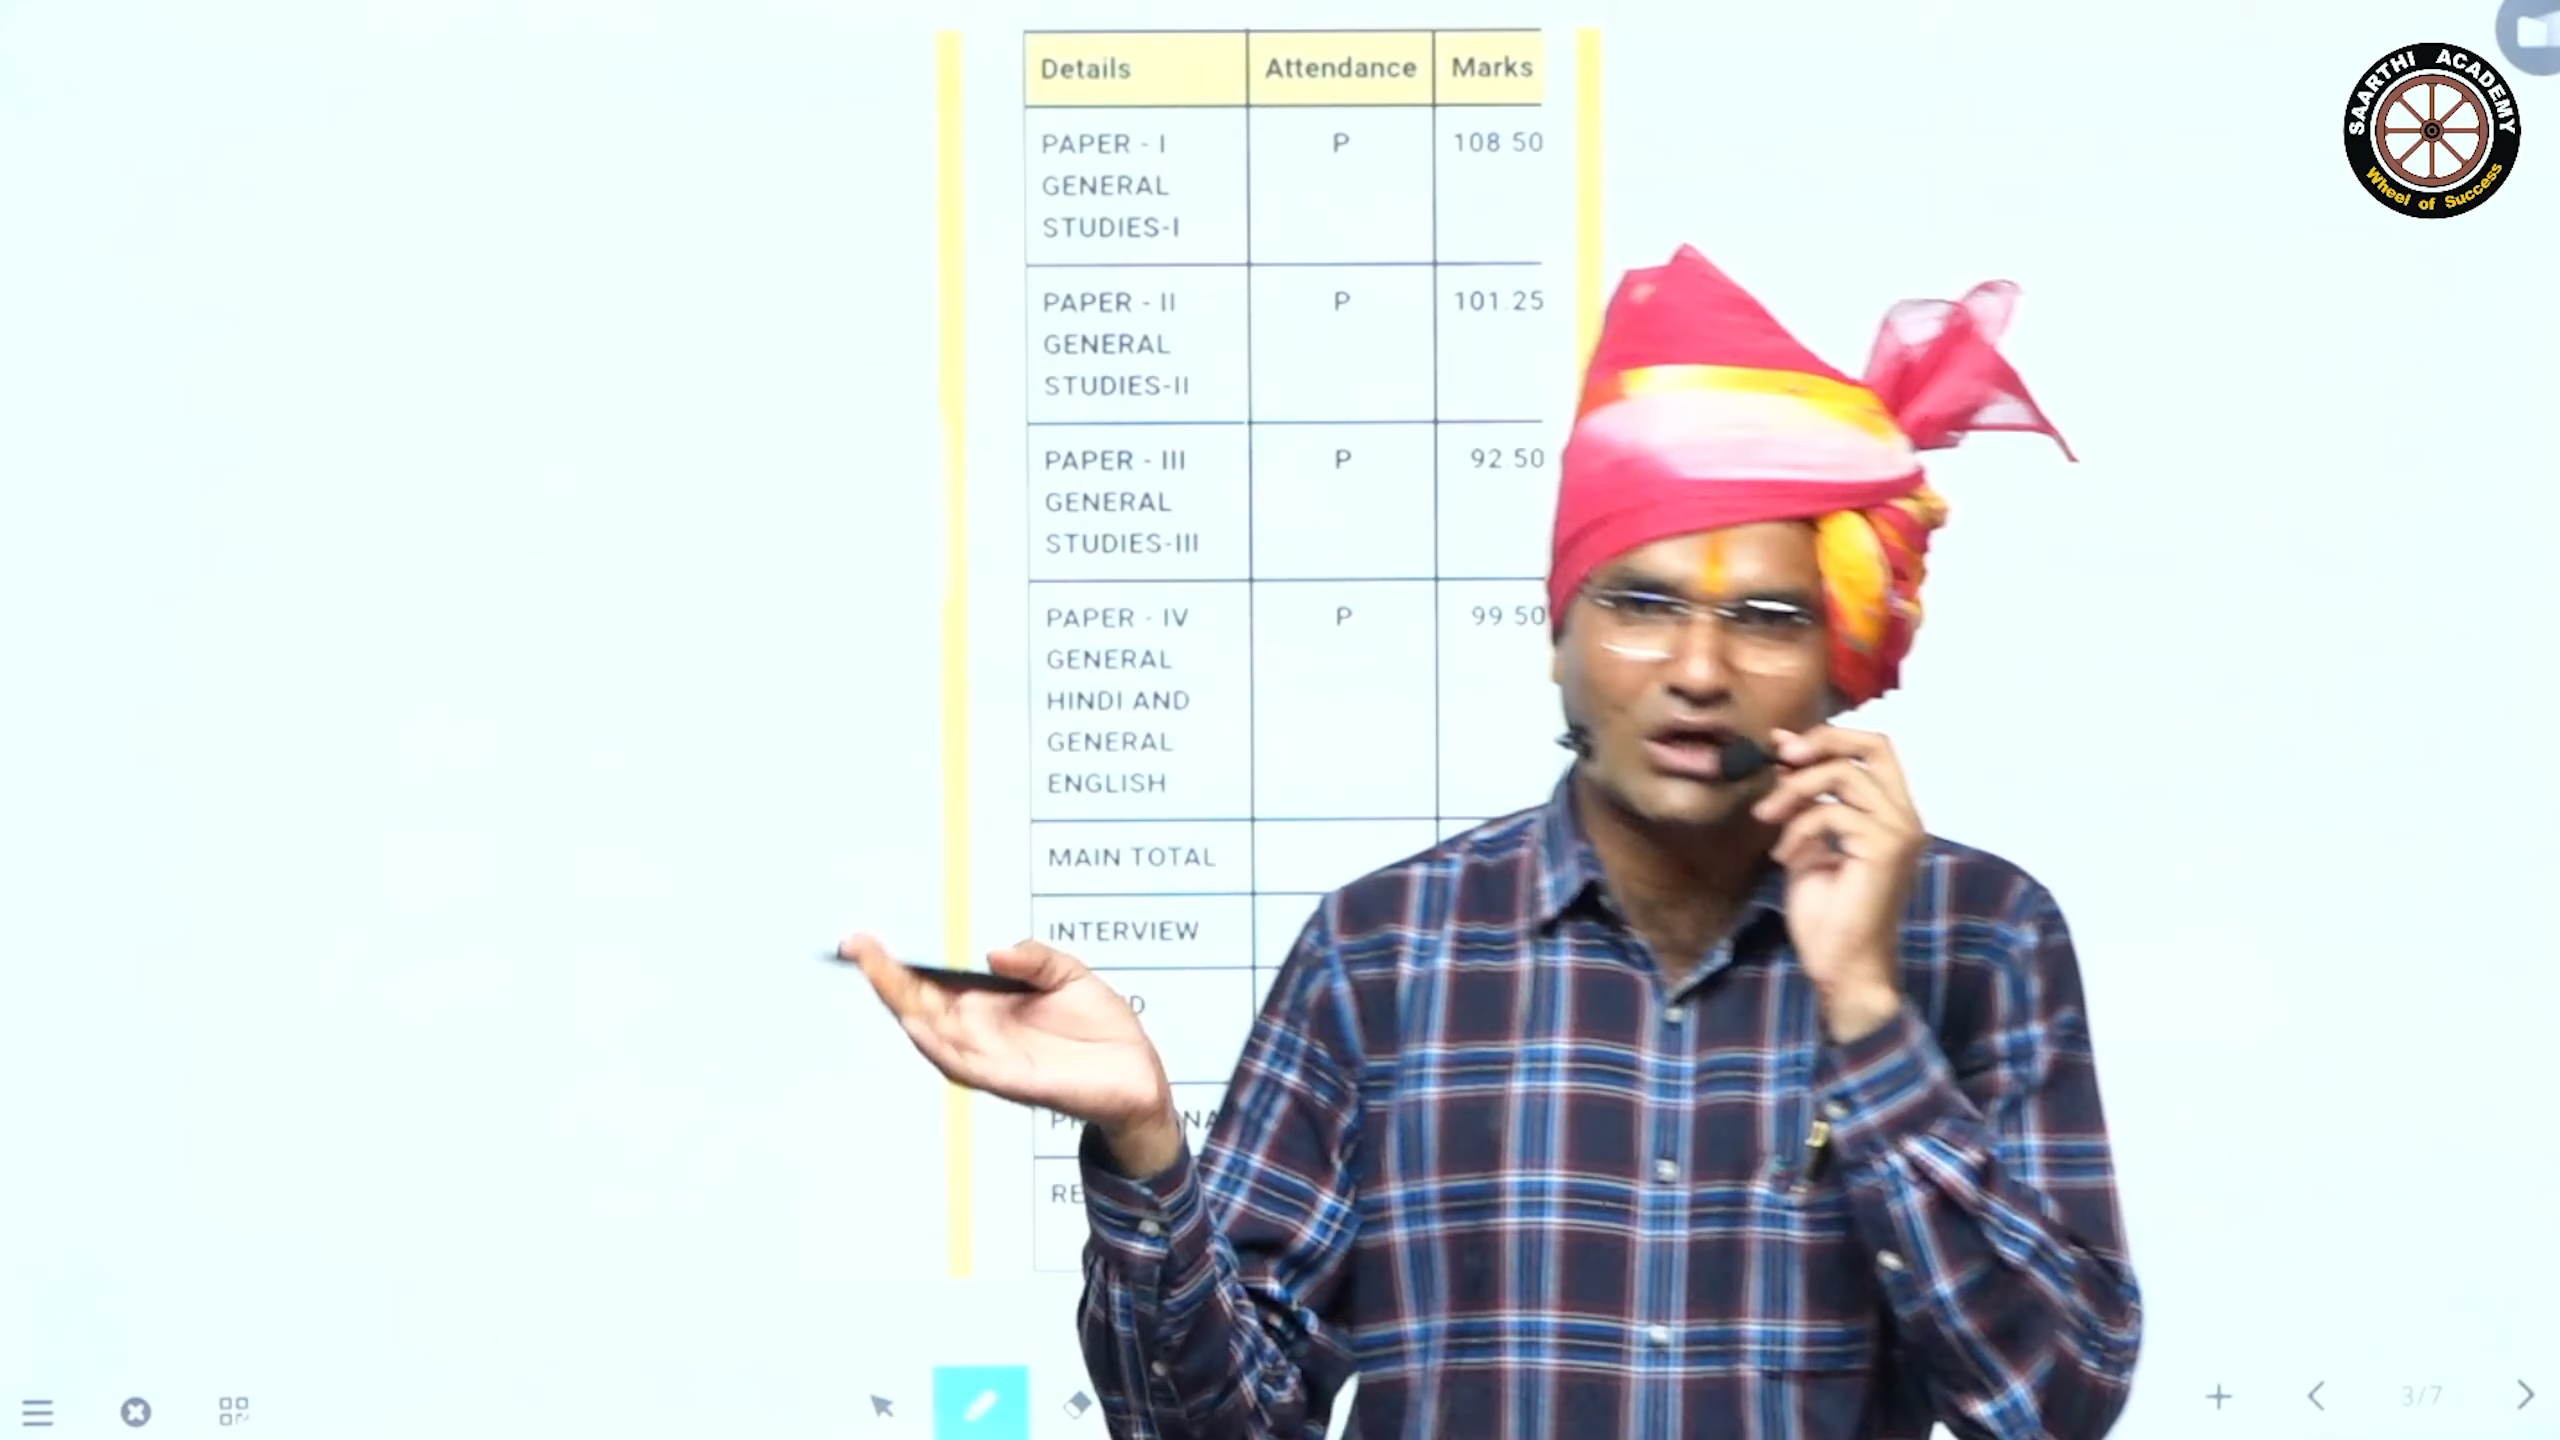 SAARTHI ACADEMY
Wheel of Success
Details Attendance Marks
PAPER - I P 108 50
GENERAL
STUDIES-I
PAPER - II P 101.25
GENERAL
STUDIES-II
PAPER - III P 92 50
GENERAL
STUDIES-III
PAPER - IV P 99 50
GENERAL
HINDI AND
GENERAL
ENGLISH
MAIN TOTAL
INTERVIEW
3/7